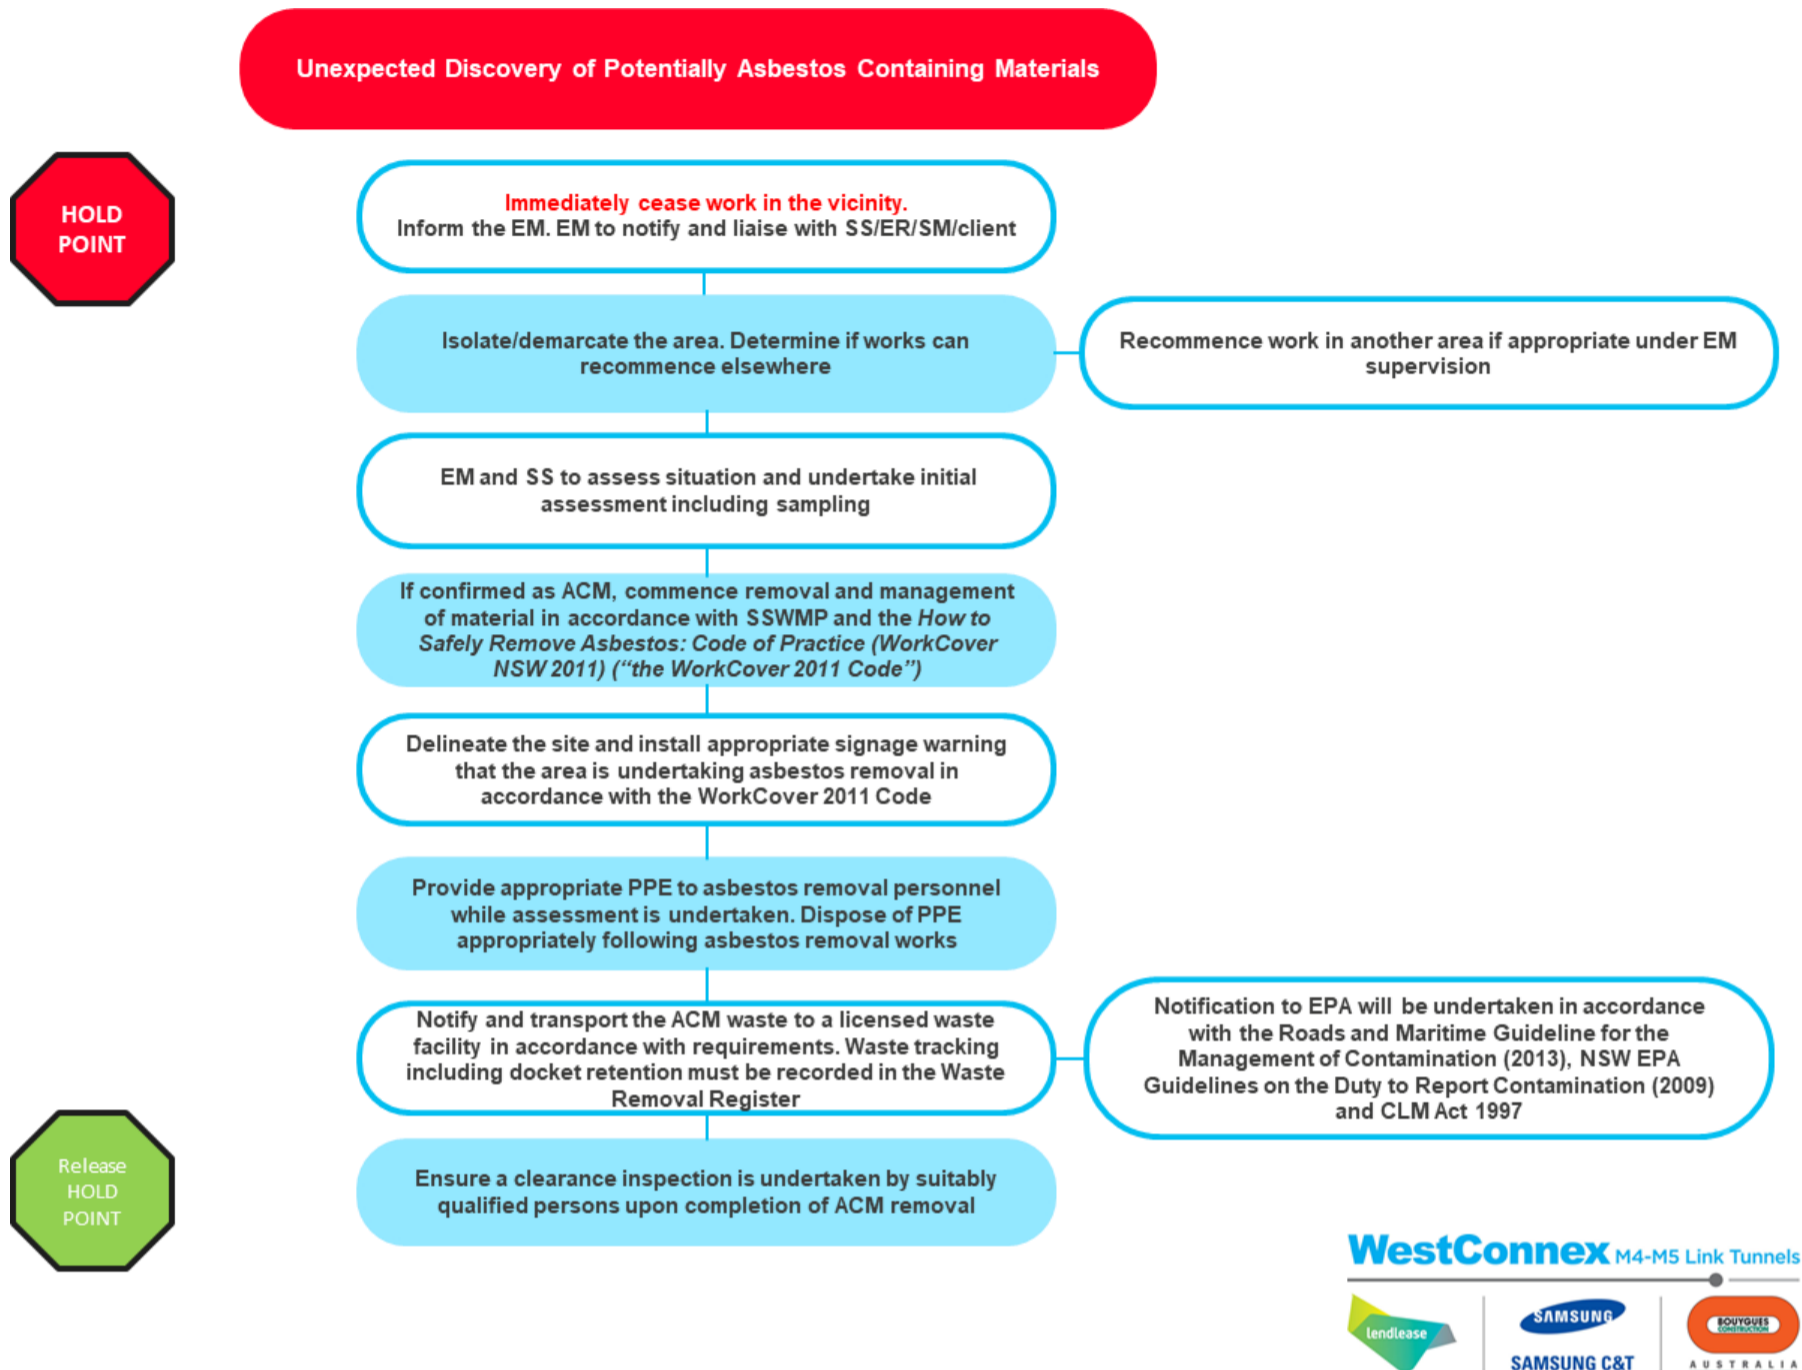 Unexpected Discovery of Potentially Asbestos Containing Materials
HOLD
POINT
Immediately cease work in the vicinity.
Inform the EM. EM to notify and liaise with SS/ER/SM/client
Isolate/demarcate the area. Determine if works can
recommence elsewhere
Recommence work in another area if appropriate under EM
supervision
EM and SS to assess situation and undertake initial
assessment including sampling
If confirmed as ACM, commence removal and management
of material in accordance with SSWMP and the How to
Safely Remove Asbestos: Code of Practice (WorkCover
NSW 2011) (“the WorkCover 2011 Code”)
Delineate the site and install appropriate signage warning
that the area is undertaking asbestos removal in
accordance with the WorkCover 2011 Code
Provide appropriate PPE to asbestos removal personnel
while assessment is undertaken. Dispose of PPE
appropriately following asbestos removal works
Notify and transport the ACM waste to a licensed waste
facility in accordance with requirements. Waste tracking
including docket retention must be recorded in the Waste
Removal Register
Notification to EPA will be undertaken in accordance
with the Roads and Maritime Guideline for the
Management of Contamination (2013), NSW EPA
Guidelines on the Duty to Report Contamination (2009)
and CLM Act 1997
Release
HOLD
POINT
Ensure a clearance inspection is undertaken by suitably
qualified persons upon completion of ACM removal
WestConnex M4-M5 Link Tunnels
lendlease
SAMSUNG
SAMSUNG C&T
BOUYGUES
CONSTRUCTION
AUSTRALIA